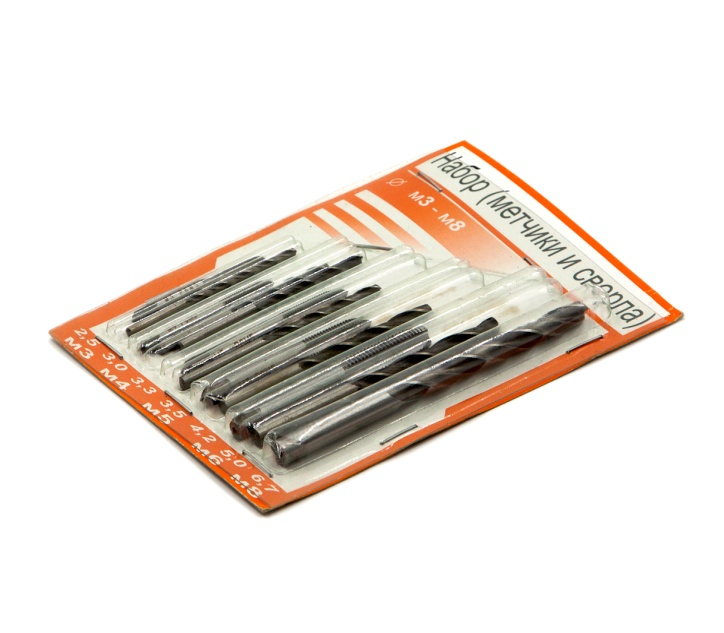 Набор (метчики и сверла)
Ø м3 - м8
2,5 3,0 3,3 3,5 4,2 5,0 6,7
М3 М4 М5 М6 М8